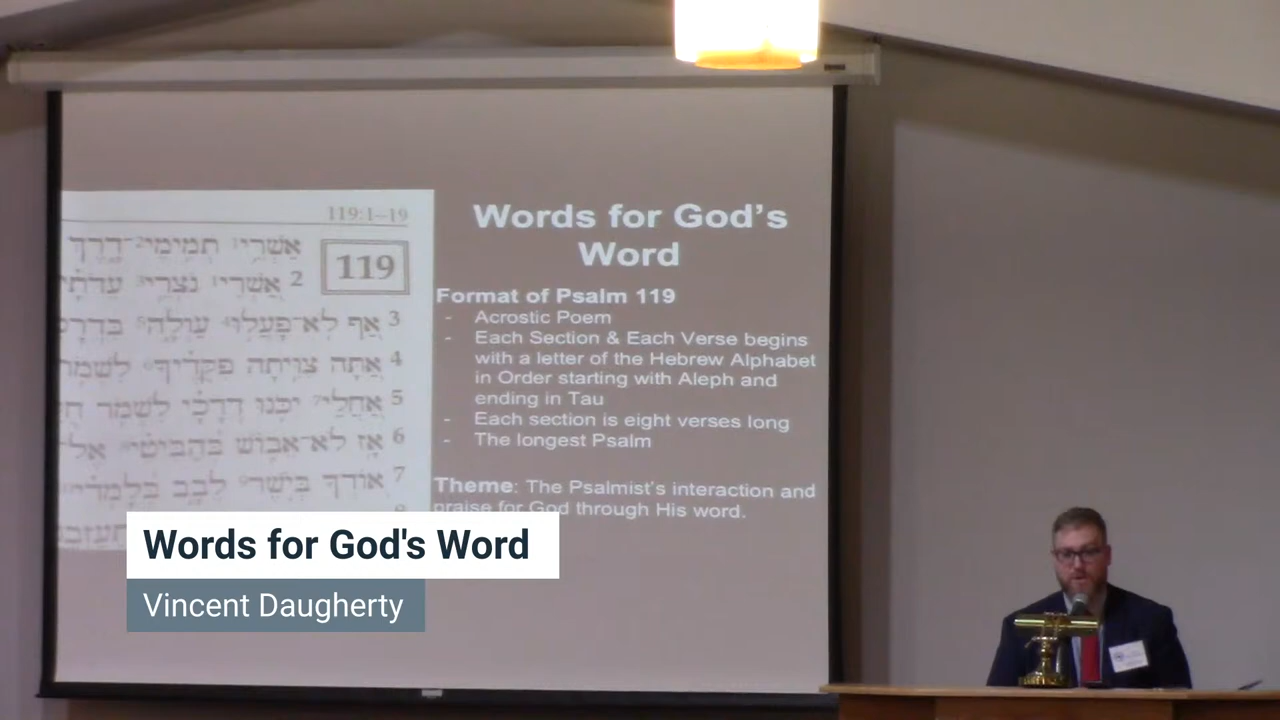 119:1–19
119
אַשְׁרֵי תְמִימֵי־דָרֶךְ
2 אַשְׁרֵי נֹצְרֵי עֵדֹתָי
3 אַף לֹא־פָעֲלוּ עַוְלָה
4 אַתָּה צִוִּיתָה פִקֻּדֶיךָ לִשְׁמֹר
5 אַחֲלַי יִכֹּנוּ דְרָכָי לִשְׁמֹר
6 אָז לֹא־אֵבוֹשׁ בְּהַבִּיטִי אֶל
7 אוֹדְךָ בְּיֹשֶׁר לֵבָב בְּלָמְדִי
Words for God's
Word
Format of Psalm 119
- Acrostic Poem
- Each Section & Each Verse begins
with a letter of the Hebrew Alphabet
in Order starting with Aleph and
ending in Tau
- Each section is eight verses long
- The longest Psalm
Theme: The Psalmist's interaction and
praise for God through His word.
Words for God's Word
Vincent Daugherty